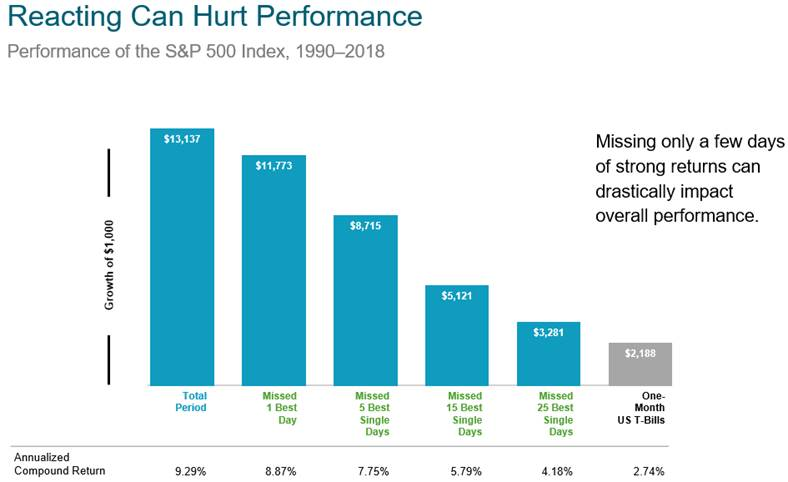 Reacting Can Hurt Performance
Performance of the S&P 500 Index, 1990–2018
Missing only a few days
of strong returns can
drastically impact
overall performance.
Growth of $1,000
$13,137
$11,773
$8,715
$5,121
$3,281
$2,188
Total
Period
Missed
1 Best
Day
Missed
5 Best
Single
Days
Missed
15 Best
Single
Days
Missed
25 Best
Single
Days
One-
Month
US T-Bills
Annualized
Compound Return
9.29%
8.87%
7.75%
5.79%
4.18%
2.74%